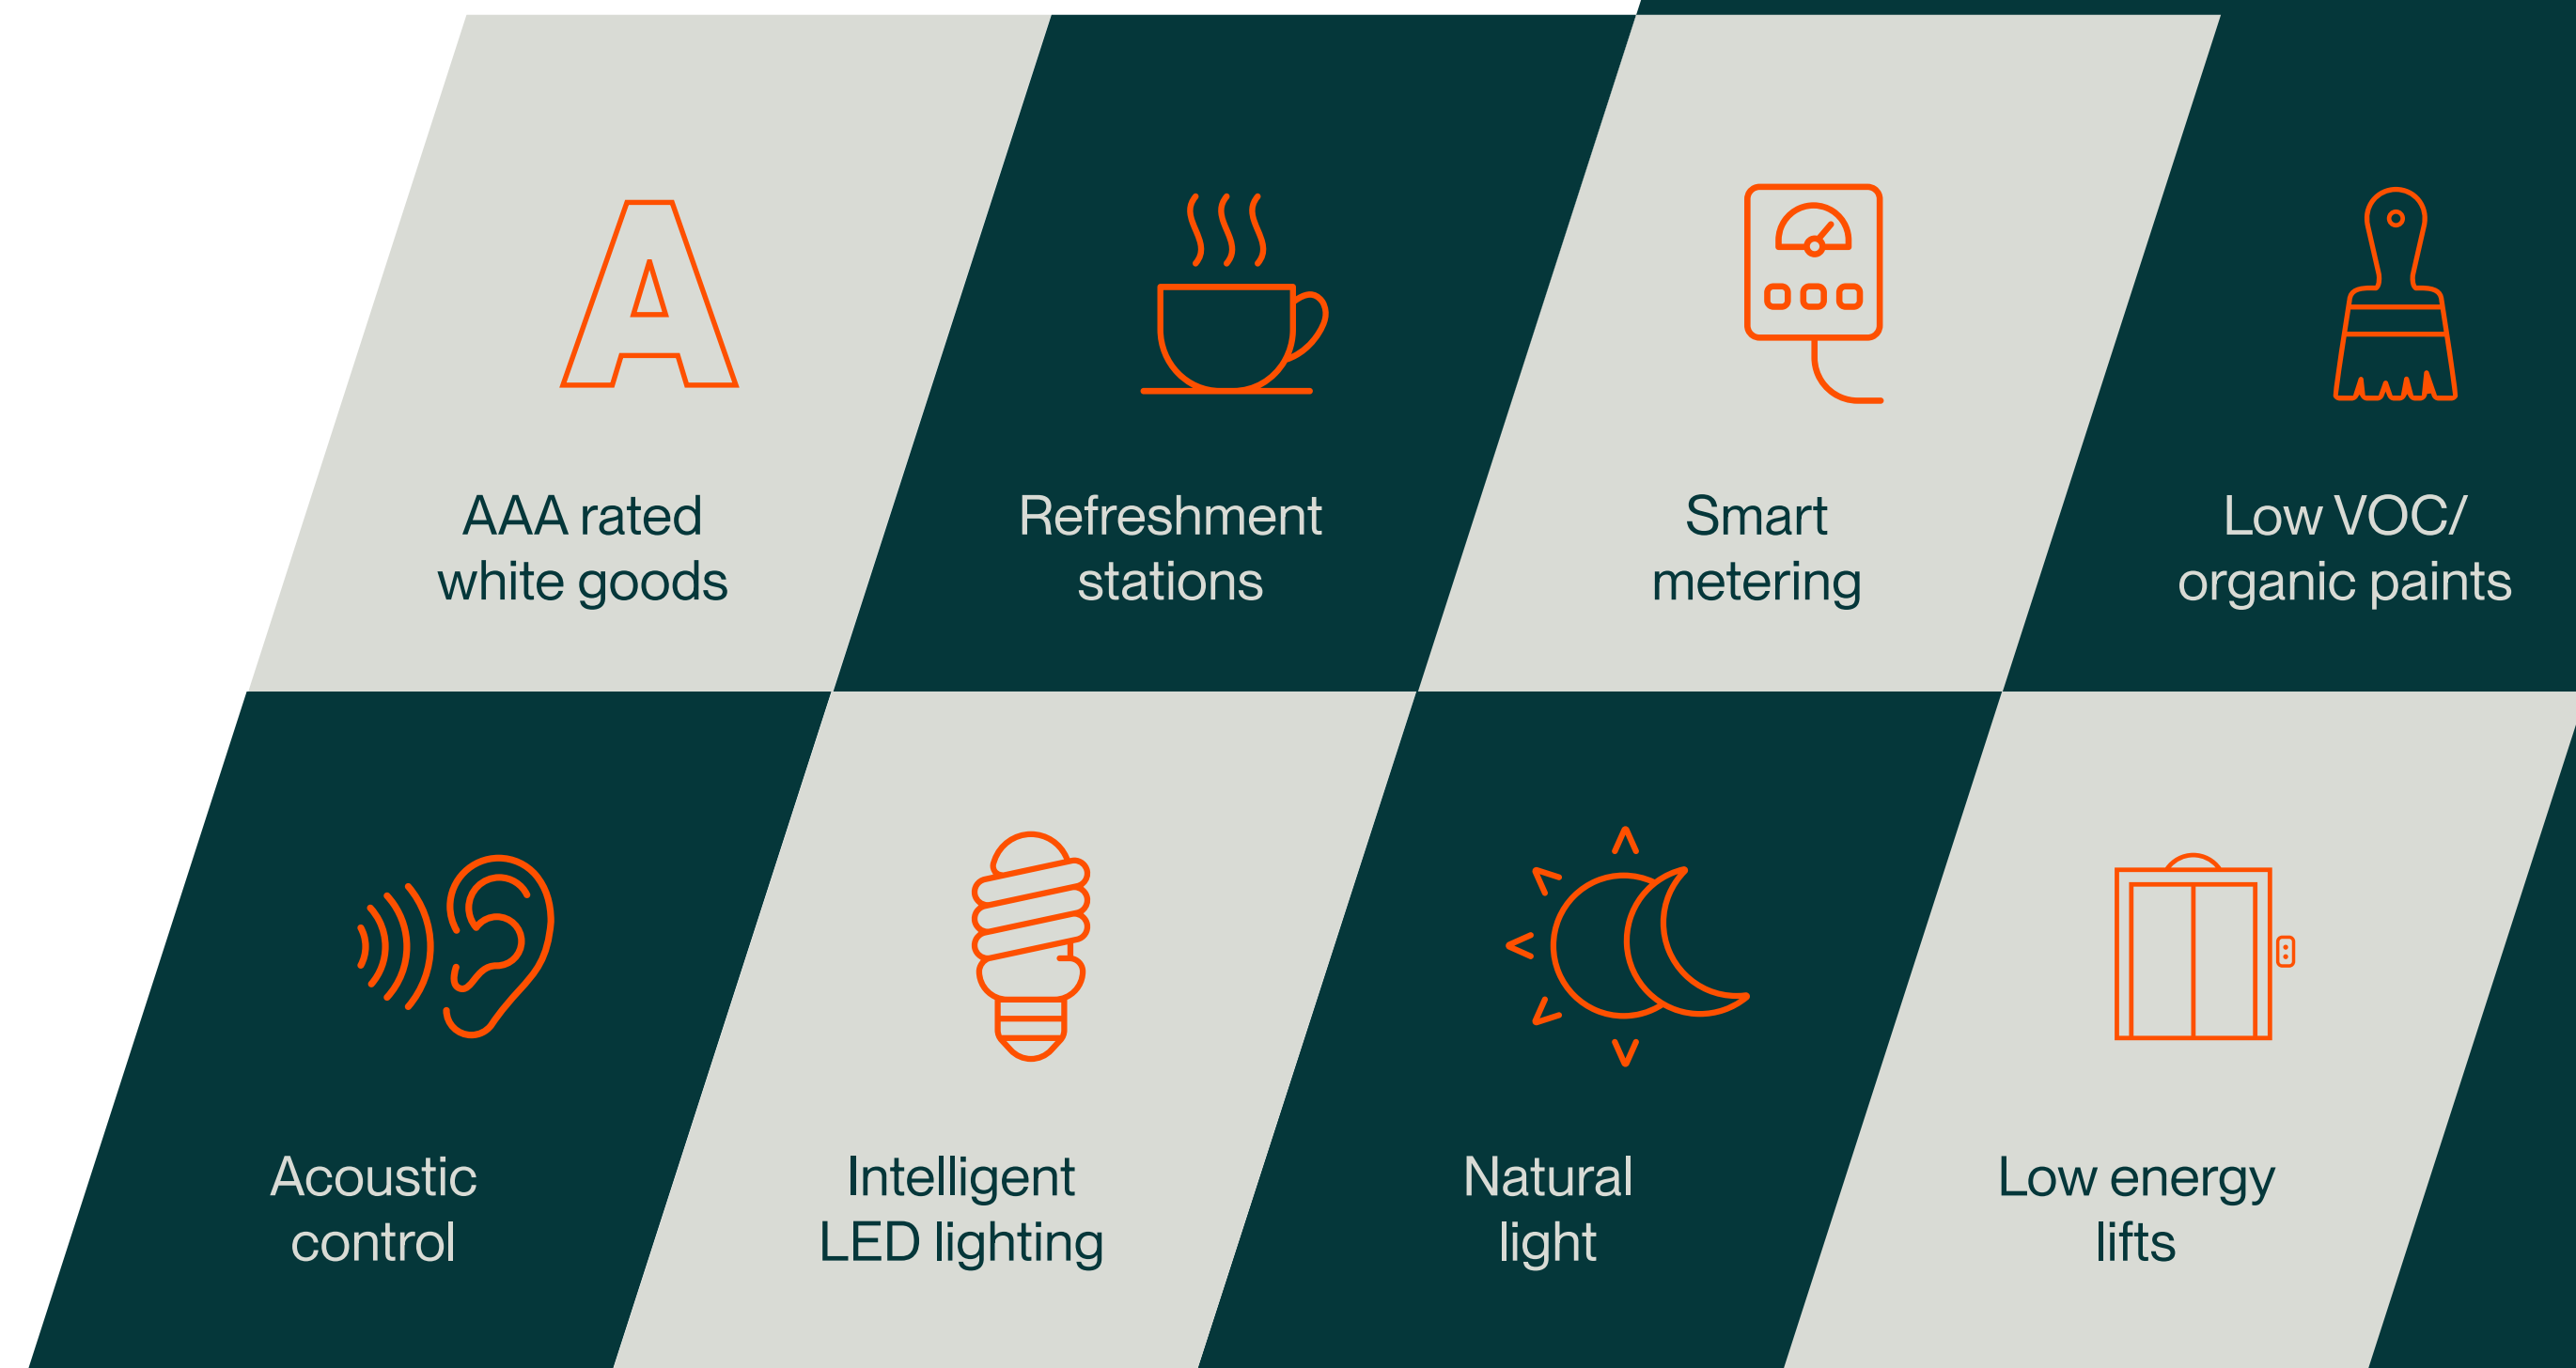 A
AAA rated
white goods
Refreshment
stations
Smart
metering
Low VOC/
organic paints
Acoustic
control
Intelligent
LED lighting
Natural
light
Low energy
lifts